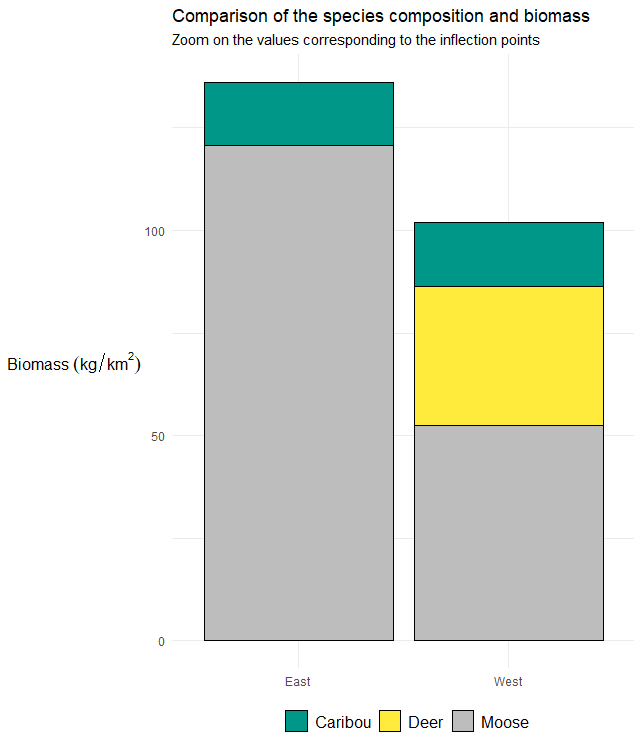 Comparison of the species composition and biomass
Zoom on the values corresponding to the inflection points
100
Biomass (kg/km²)
50
0
East West
Caribou Deer Moose